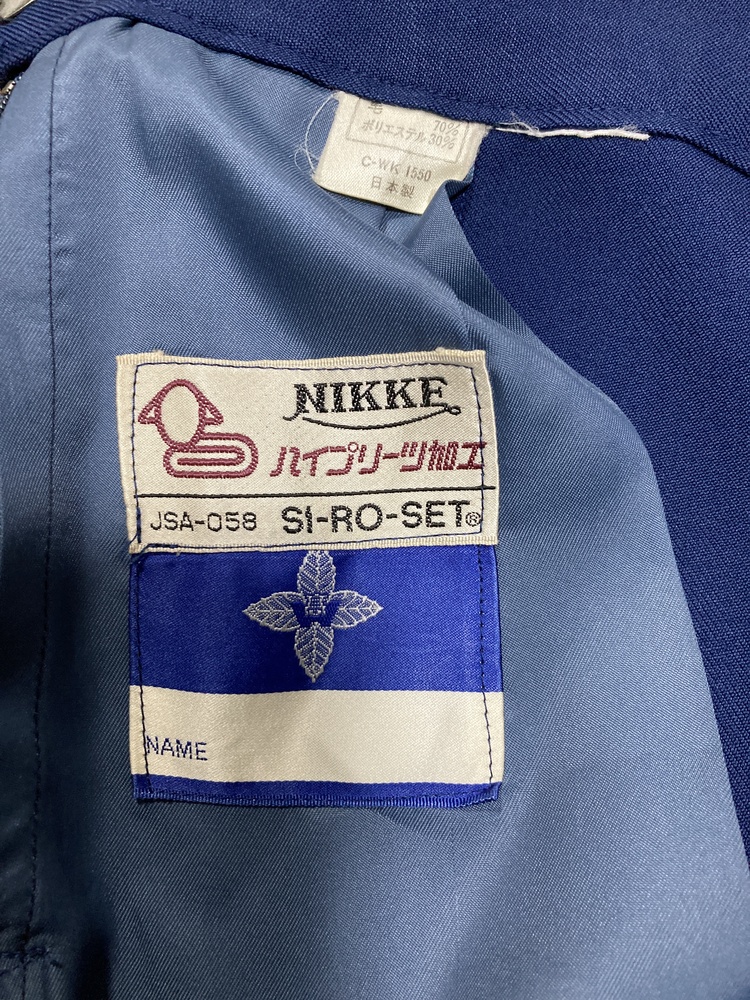 毛 70%
ポリエステル 30%
C-WK 1550
日本製
NIKKE
ハイプリーツ加工
JSA-058 SI-RO-SET®
NAME